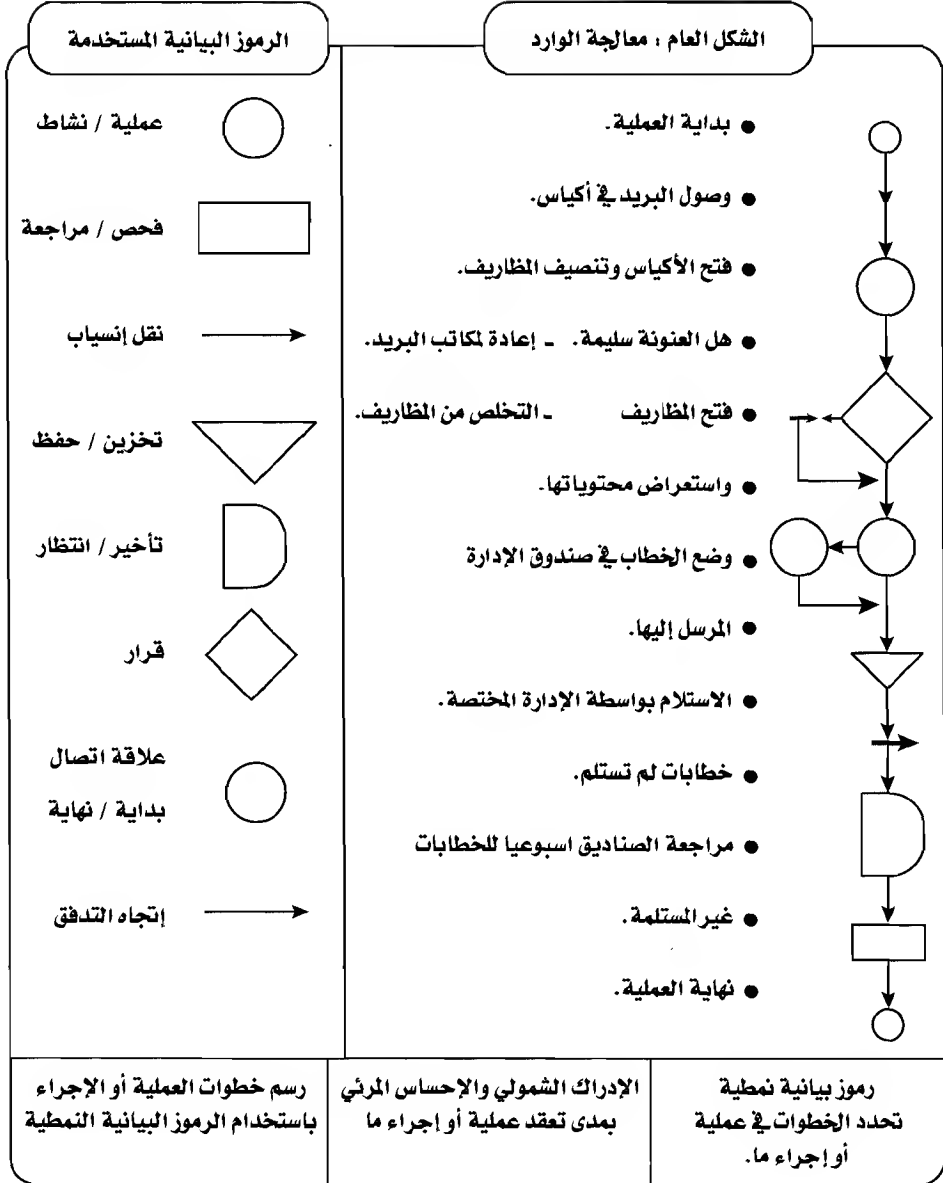 الشكل العام : معالجة الوارد
● بداية العملية.
● وصول البريد في أكياس.
● فتح الأكياس وتنصيف المظاريف.
● هل العنونة سليمة. ـ إعادة لمكاتب البريد.
● فتح المظاريف ـ التخلص من المظاريف.
● واستعراض محتوياتها.
● وضع الخطاب في صندوق الإدارة
● المرسل إليها.
● الاستلام بواسطة الإدارة المختصة.
● خطابات لم تستلم.
● مراجعة الصناديق اسبوعيا للخطابات
● غير المستلمة.
● نهاية العملية.
الرموز البيانية المستخدمة
عملية / نشاط
فحص / مراجعة
نقل إنسياب
تخزين / حفظ
تأخير / انتظار
قرار
علاقة اتصال
بداية / نهاية
إتجاه التدفق
رموز بيانية نمطية
تحدد الخطوات في عملية
أو إجراء ما.
الإدراك الشمولي والإحساس المرئي
بمدى تعقد عملية أو إجراء ما
رسم خطوات العملية أو الإجراء
باستخدام الرموز البيانية النمطية